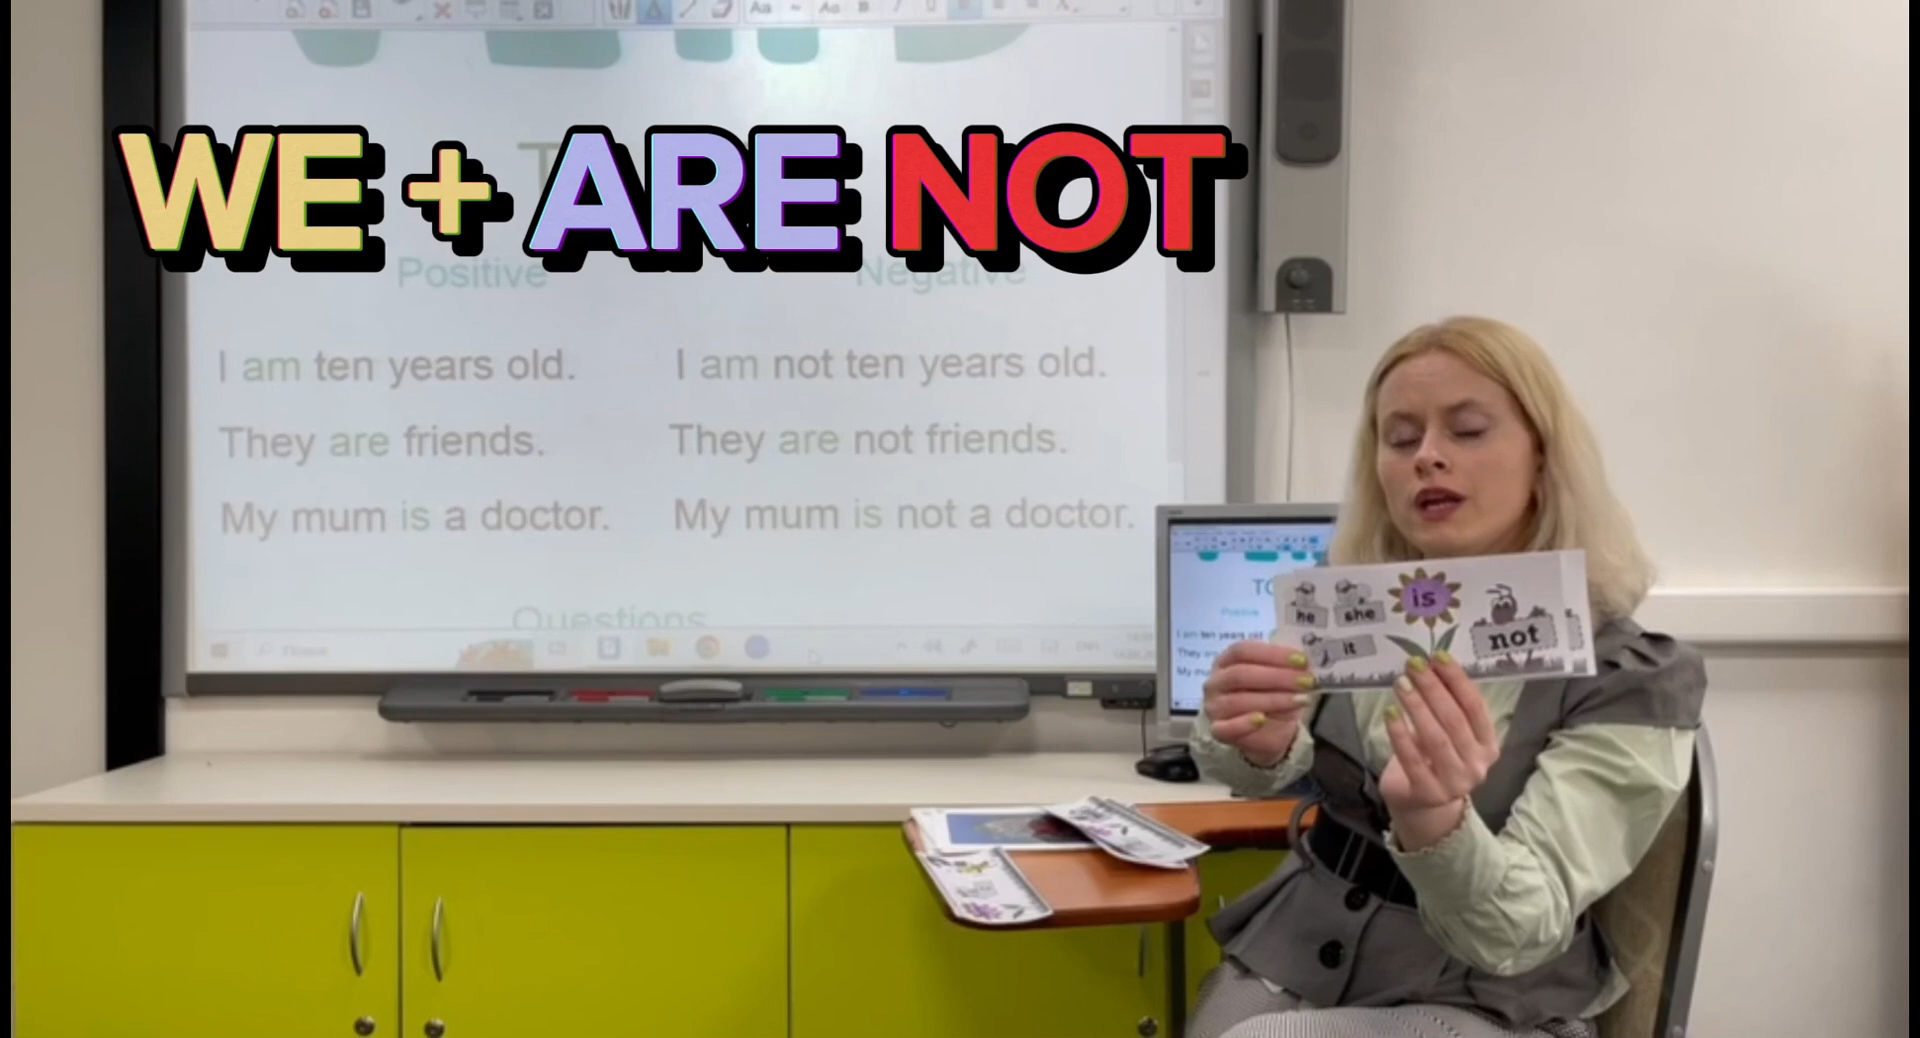 WE + ARE NOT
Positive Negative
I am ten years old. I am not ten years old.
They are friends. They are not friends.
My mum is a doctor. My mum is not a doctor.
Questions
he she is not
it